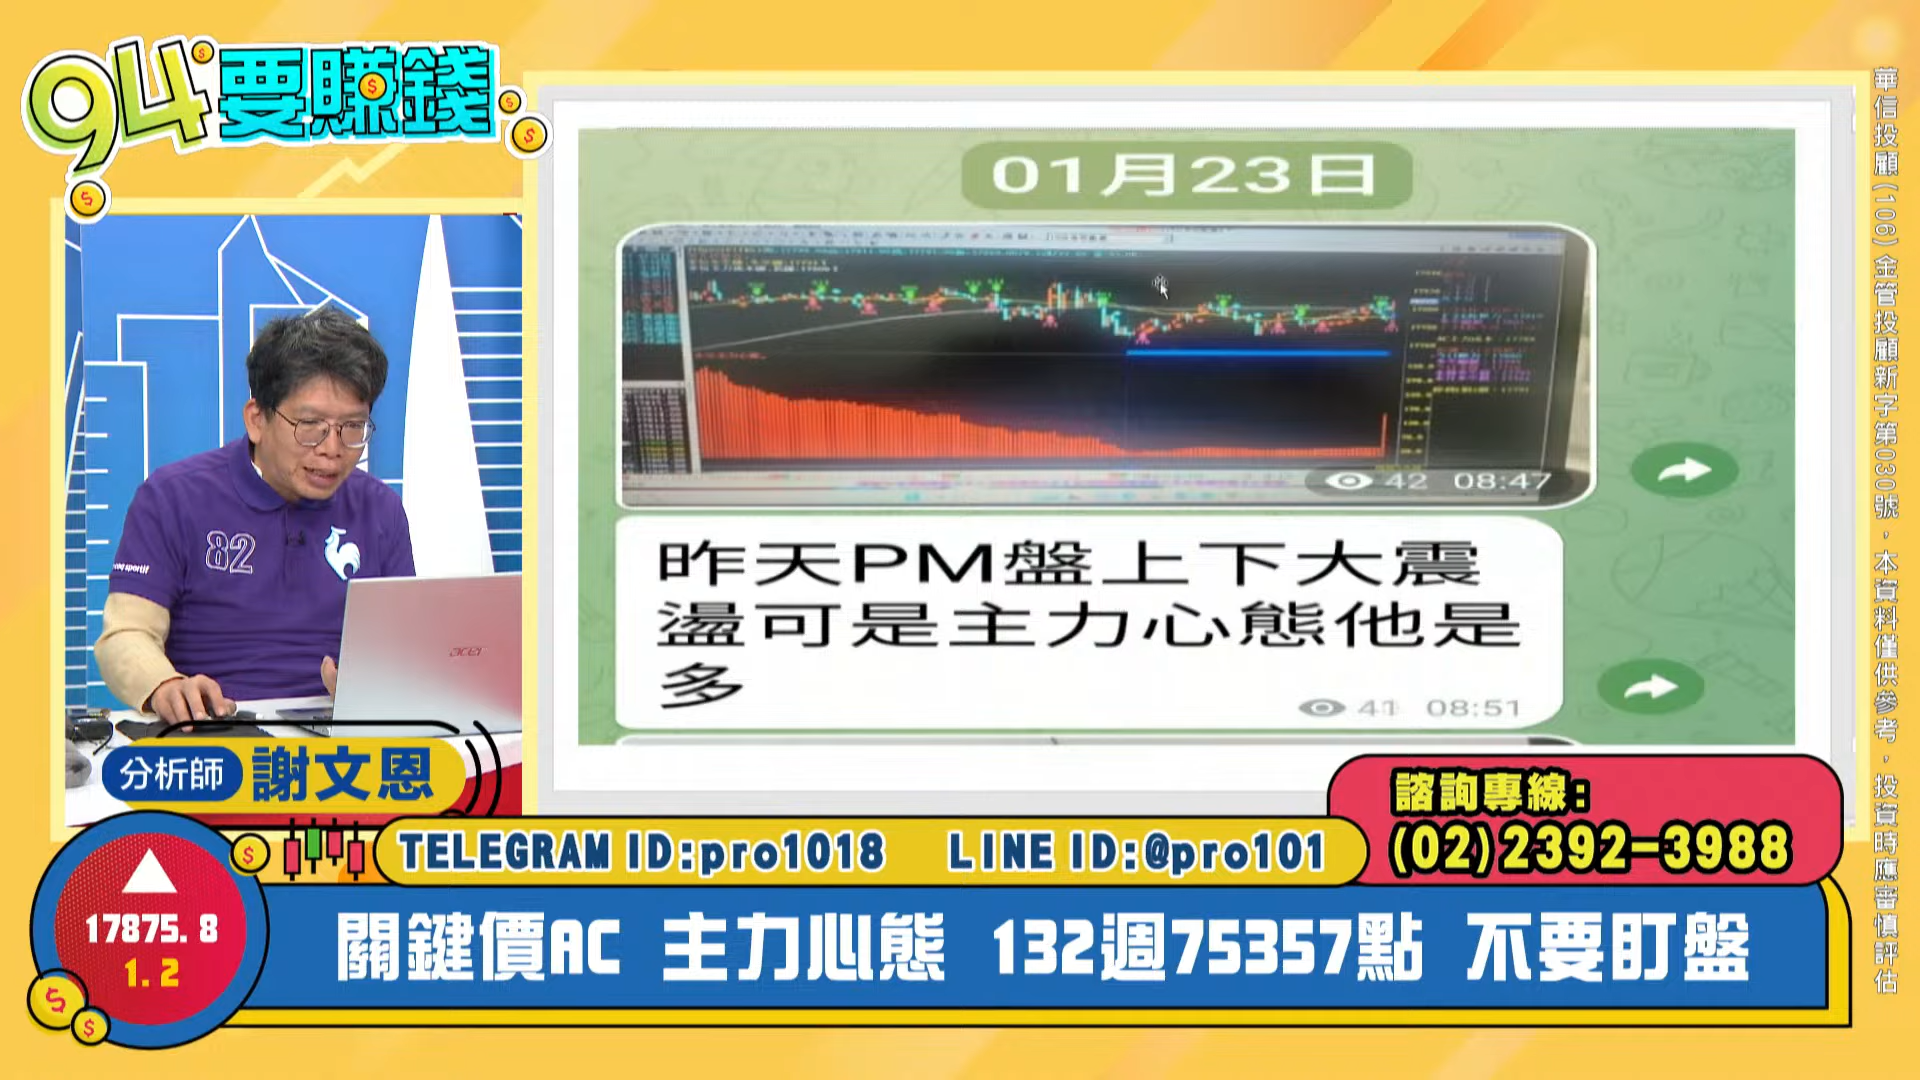 94要賺錢
01月23日
42 08:47
昨天PM盤上下大震
盪可是主力心態他是
多
41 08:51
82
acer
分析師 謝文恩
諮詢專線:
(02)2392-3988
TELEGRAM ID:pro1018 LINE ID:@pro101
17875.8
1.2
關鍵價AC 主力心態 132週75357點 不要盯盤
華信投顧(106)金管投顧新字第030號，本資料僅供參考，投資時應審慎評估